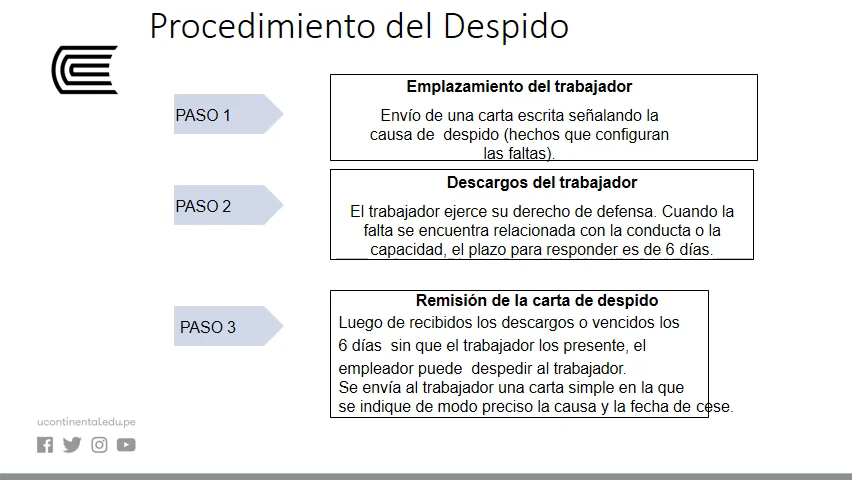 Procedimiento del Despido
PASO 1
Emplazamiento del trabajador
Envío de una carta escrita señalando la
causa de despido (hechos que configuran
las faltas).
PASO 2
Descargos del trabajador
El trabajador ejerce su derecho de defensa. Cuando la
falta se encuentra relacionada con la conducta o la
capacidad, el plazo para responder es de 6 días.
PASO 3
Remisión de la carta de despido
Luego de recibidos los descargos o vencidos los
6 días sin que el trabajador los presente, el
empleador puede despedir al trabajador.
Se envía al trabajador una carta simple en la que
se indique de modo preciso la causa y la fecha de cese.
ucontinental.edu.pe